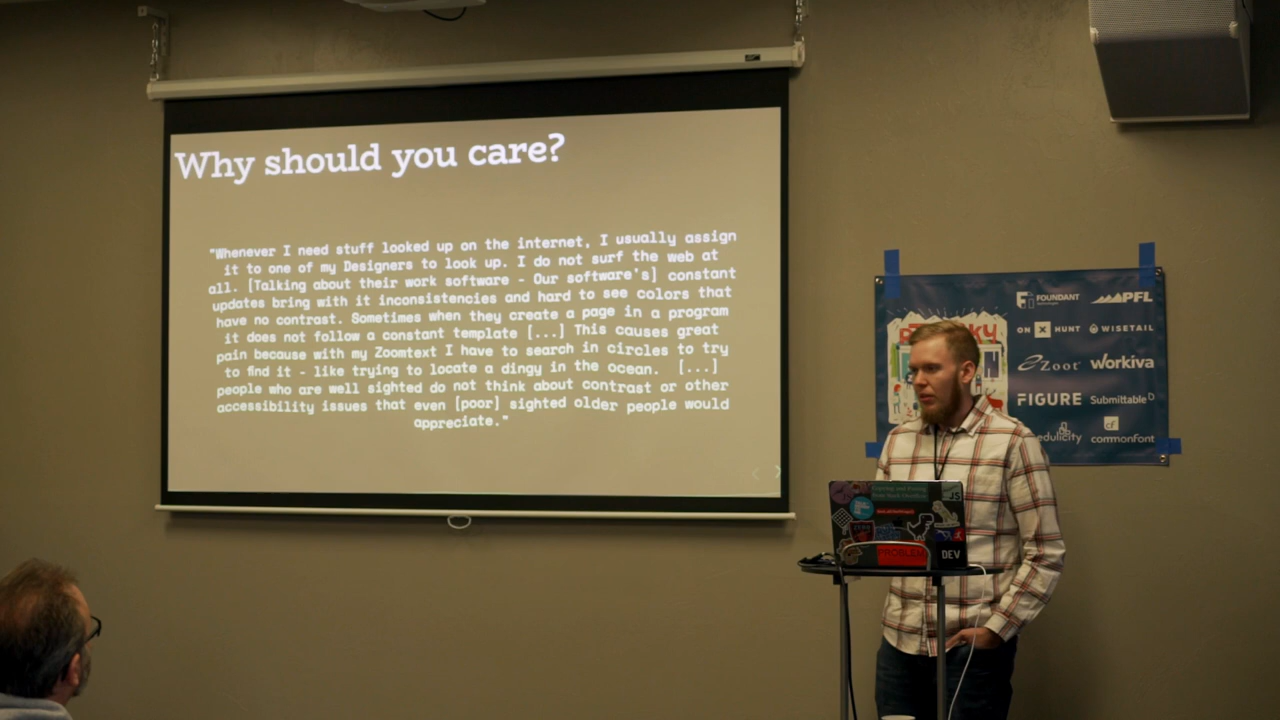 Why should you care?
"Whenever I need stuff looked up on the internet, I usually assign
it to one of my Designers to look up. I do not surf the web at
all. [Talking about their work software - Our software's] constant
updates bring with it inconsistencies and hard to see colors that
have no contrast. Sometimes when they create a page in a program
it does not follow a constant template [...] This causes great
pain because with my Zoomtext I have to search in circles to try
to find it - like trying to locate a dingy in the ocean. [...]
people who are well sighted do not think about contrast or other
accessibility issues that even [poor] sighted older people would
appreciate."
FOUNDANT
PFL
ON X HUNT
WISETAIL
Zoot
workiva
FIGURE
Submittable
edulicity
cf
commonfont
JS
PROBLEM
DEV